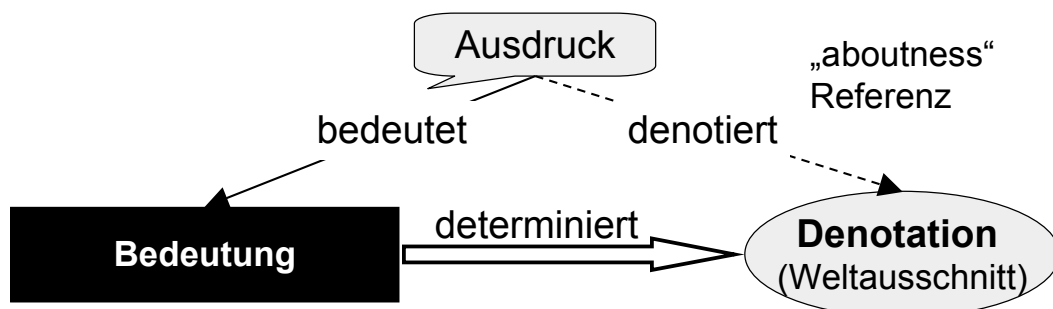 Ausdruck
„aboutness“
Referenz
bedeutet
denotiert
Bedeutung
determiniert
Denotation
(Weltausschnitt)